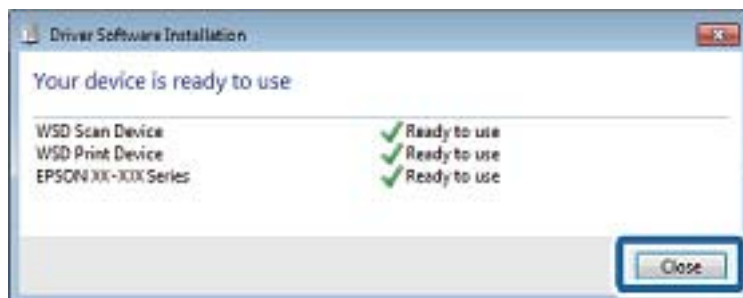 Driver Software Installation
Your device is ready to use
WSD Scan Device Ready to use
WSD Print Device Ready to use
EPSON XX-XXX Series Ready to use
Close